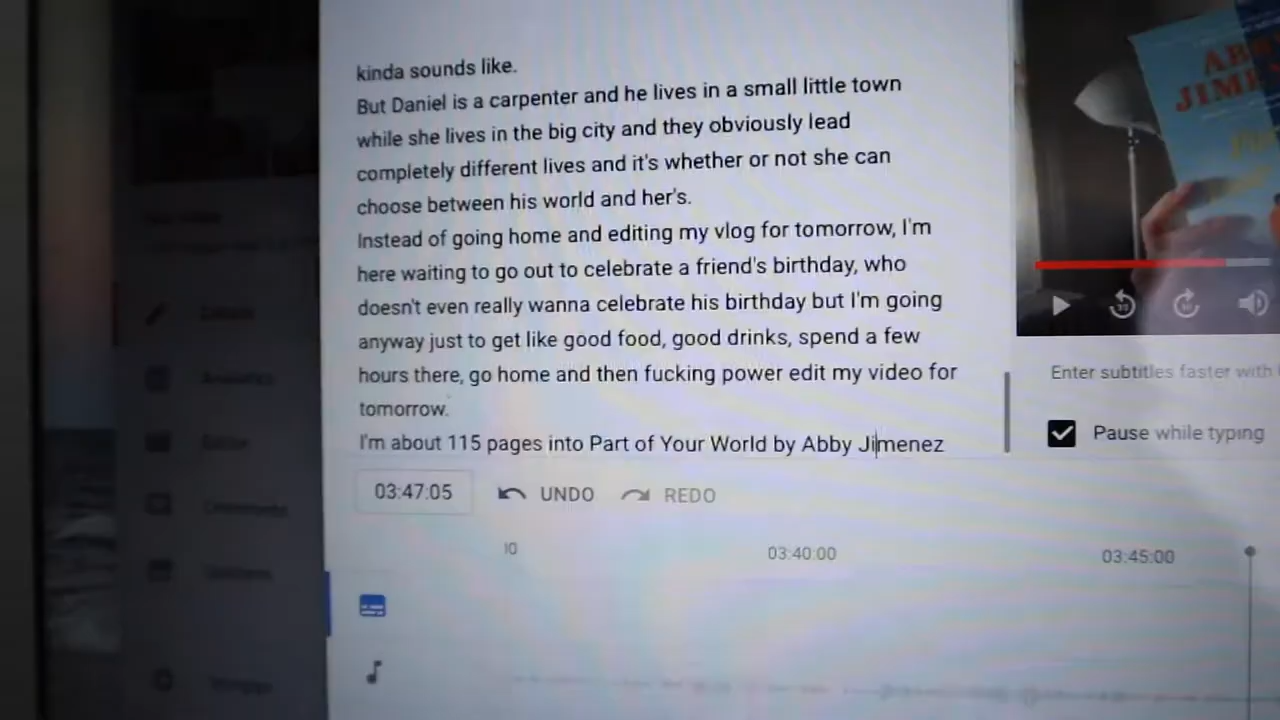 kinda sounds like.
But Daniel is a carpenter and he lives in a small little town
while she lives in the big city and they obviously lead
completely different lives and it's whether or not she can
choose between his world and her's.
Instead of going home and editing my vlog for tomorrow, I'm
here waiting to go out to celebrate a friend's birthday, who
doesn't even really wanna celebrate his birthday but I'm going
anyway just to get like good food, good drinks, spend a few
hours there, go home and then fucking power edit my video for
tomorrow.
I'm about 115 pages into Part of Your World by Abby Jimenez
03:47:05 UNDO REDO
Enter subtitles faster with
Pause while typing
03:40:00 03:45:00